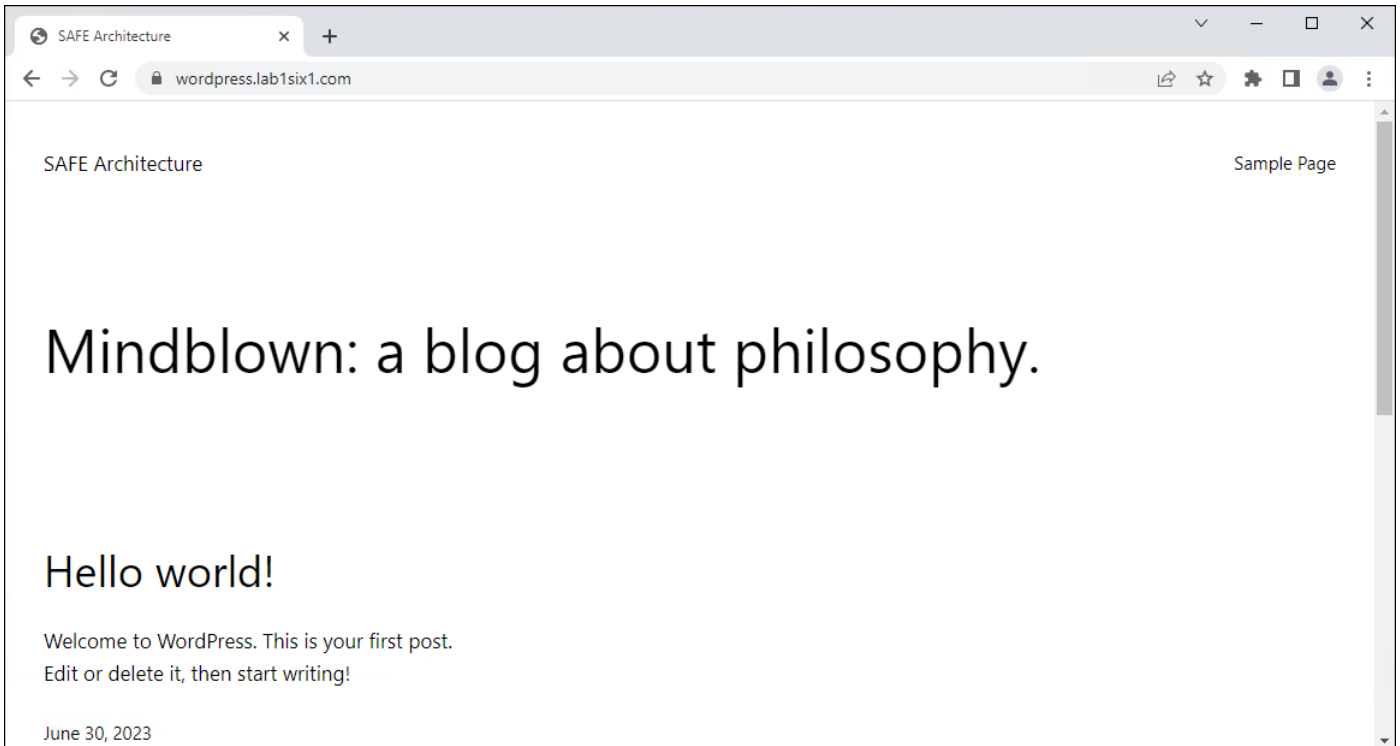 SAFE Architecture
wordpress.lab1six1.com
SAFE Architecture
Sample Page
Mindblown: a blog about philosophy.
Hello world!
Welcome to WordPress. This is your first post.
Edit or delete it, then start writing!
June 30, 2023